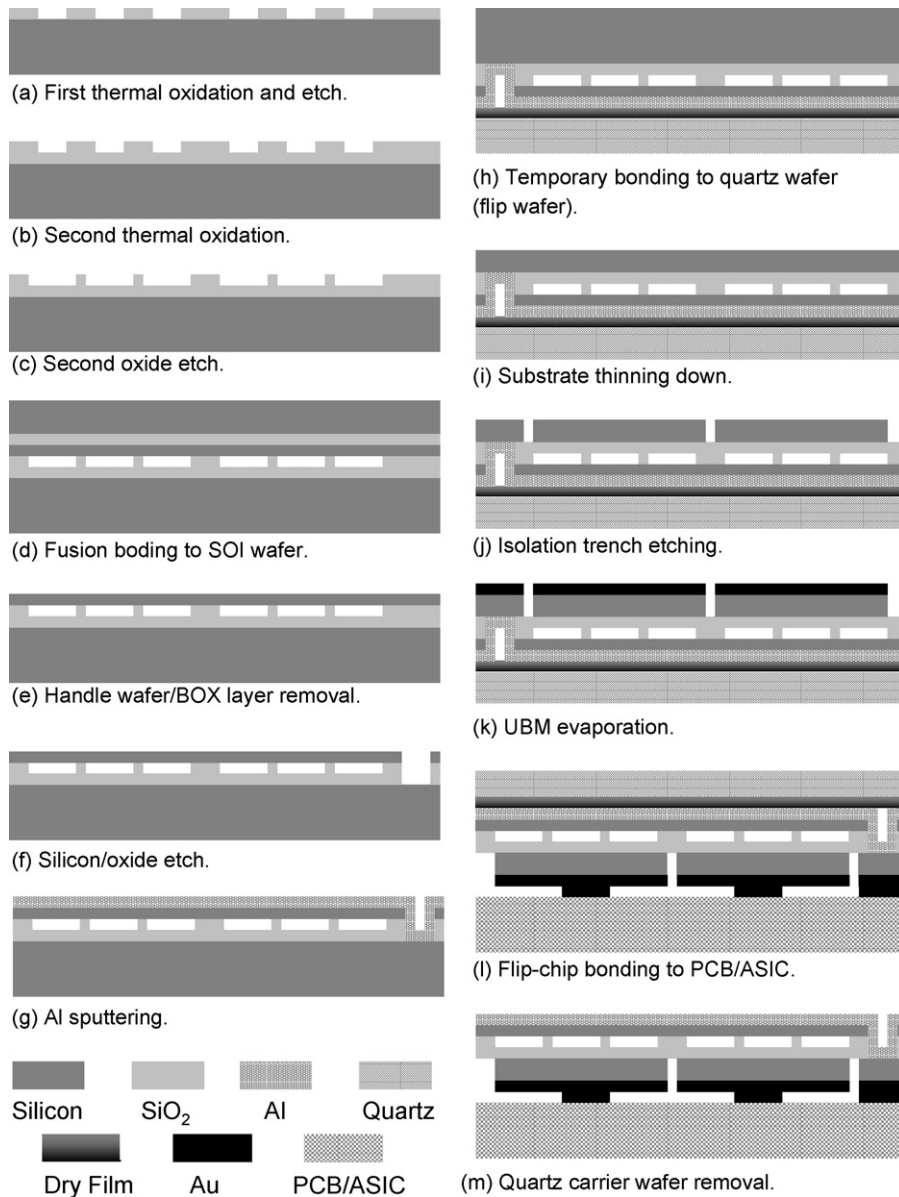 (a) First thermal oxidation and etch.
(b) Second thermal oxidation.
(c) Second oxide etch.
(d) Fusion boding to SOI wafer.
(e) Handle wafer/BOX layer removal.
(f) Silicon/oxide etch.
(g) Al sputtering.
Silicon SiO₂ Al Quartz
Dry Film Au PCB/ASIC
(h) Temporary bonding to quartz wafer
(flip wafer).
(i) Substrate thinning down.
(j) Isolation trench etching.
(k) UBM evaporation.
(l) Flip-chip bonding to PCB/ASIC.
(m) Quartz carrier wafer removal.